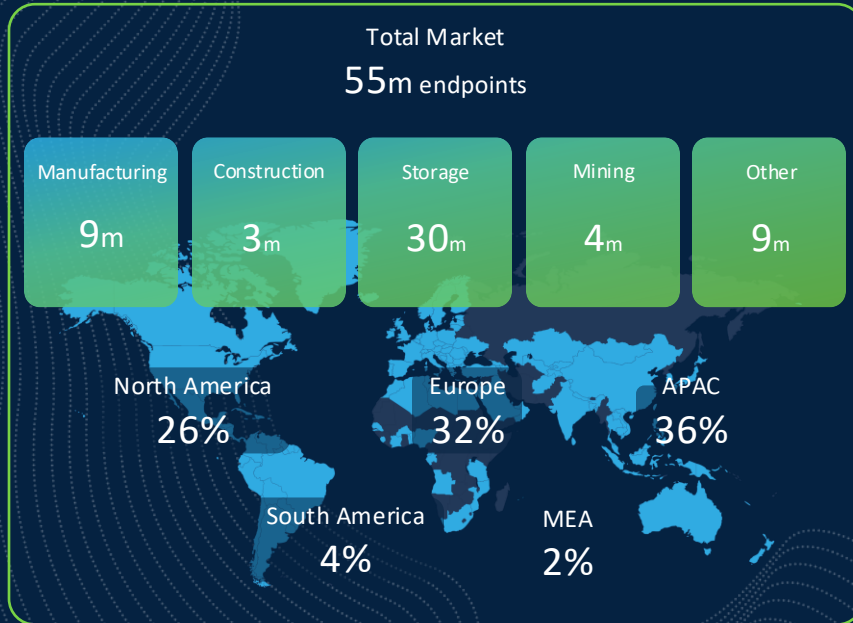 Total Market
55m endpoints
Manufacturing
9m
Construction
3m
Storage
30m
Mining
4m
Other
9m
North America
26%
Europe
32%
APAC
36%
South America
4%
MEA
2%